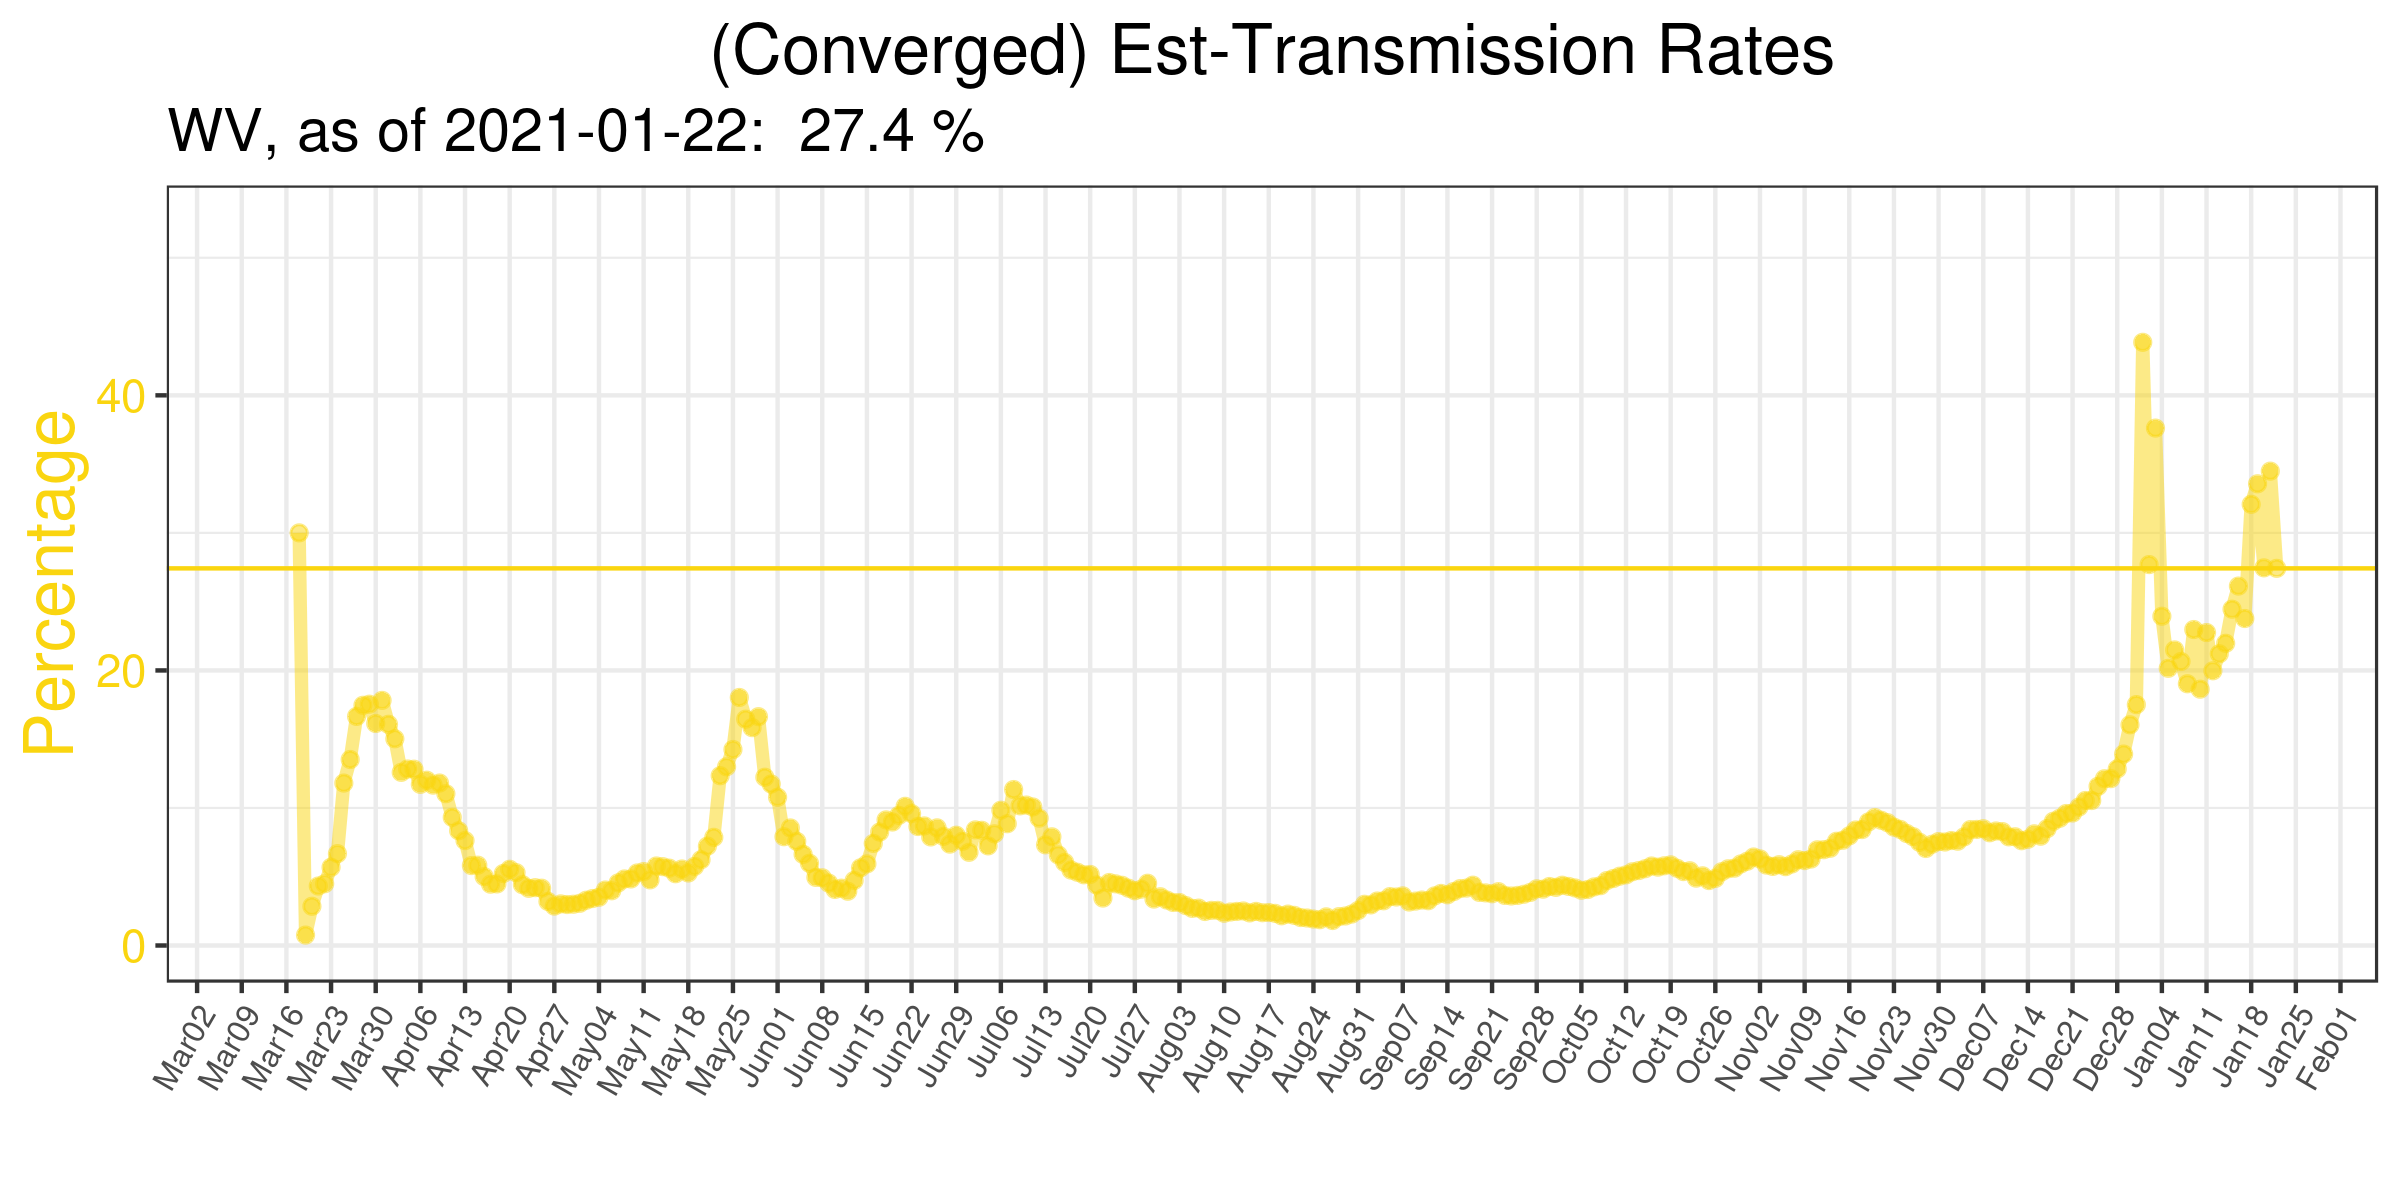 (Converged) Est-Transmission Rates
WV, as of 2021-01-22:  27.4 %
Percentage
40
20
0
Mar02
Mar09
Mar16
Mar23
Mar30
Apr06
Apr13
Apr20
Apr27
May04
May11
May18
May25
Jun01
Jun08
Jun15
Jun22
Jun29
Jul06
Jul13
Jul20
Jul27
Aug03
Aug10
Aug17
Aug24
Aug31
Sep07
Sep14
Sep21
Sep28
Oct05
Oct12
Oct19
Oct26
Nov02
Nov09
Nov16
Nov23
Nov30
Dec07
Dec14
Dec21
Dec28
Jan04
Jan11
Jan18
Jan25
Feb01